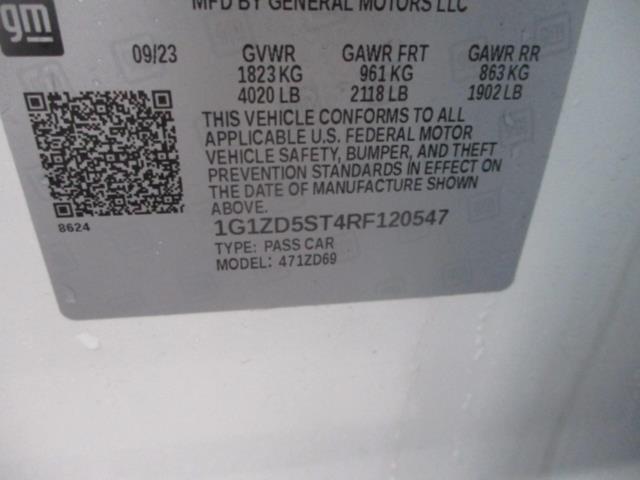 MFD BY GENERAL MOTORS LLC
gm
09/23 GVWR GAWR FRT GAWR RR
1823 KG 961 KG 863 KG
4020 LB 2118 LB 1902 LB
THIS VEHICLE CONFORMS TO ALL
APPLICABLE U.S. FEDERAL MOTOR
VEHICLE SAFETY, BUMPER, AND THEFT
PREVENTION STANDARDS IN EFFECT ON
THE DATE OF MANUFACTURE SHOWN
ABOVE.
8624
1G1ZD5ST4RF120547
TYPE: PASS CAR
MODEL: 471ZD69